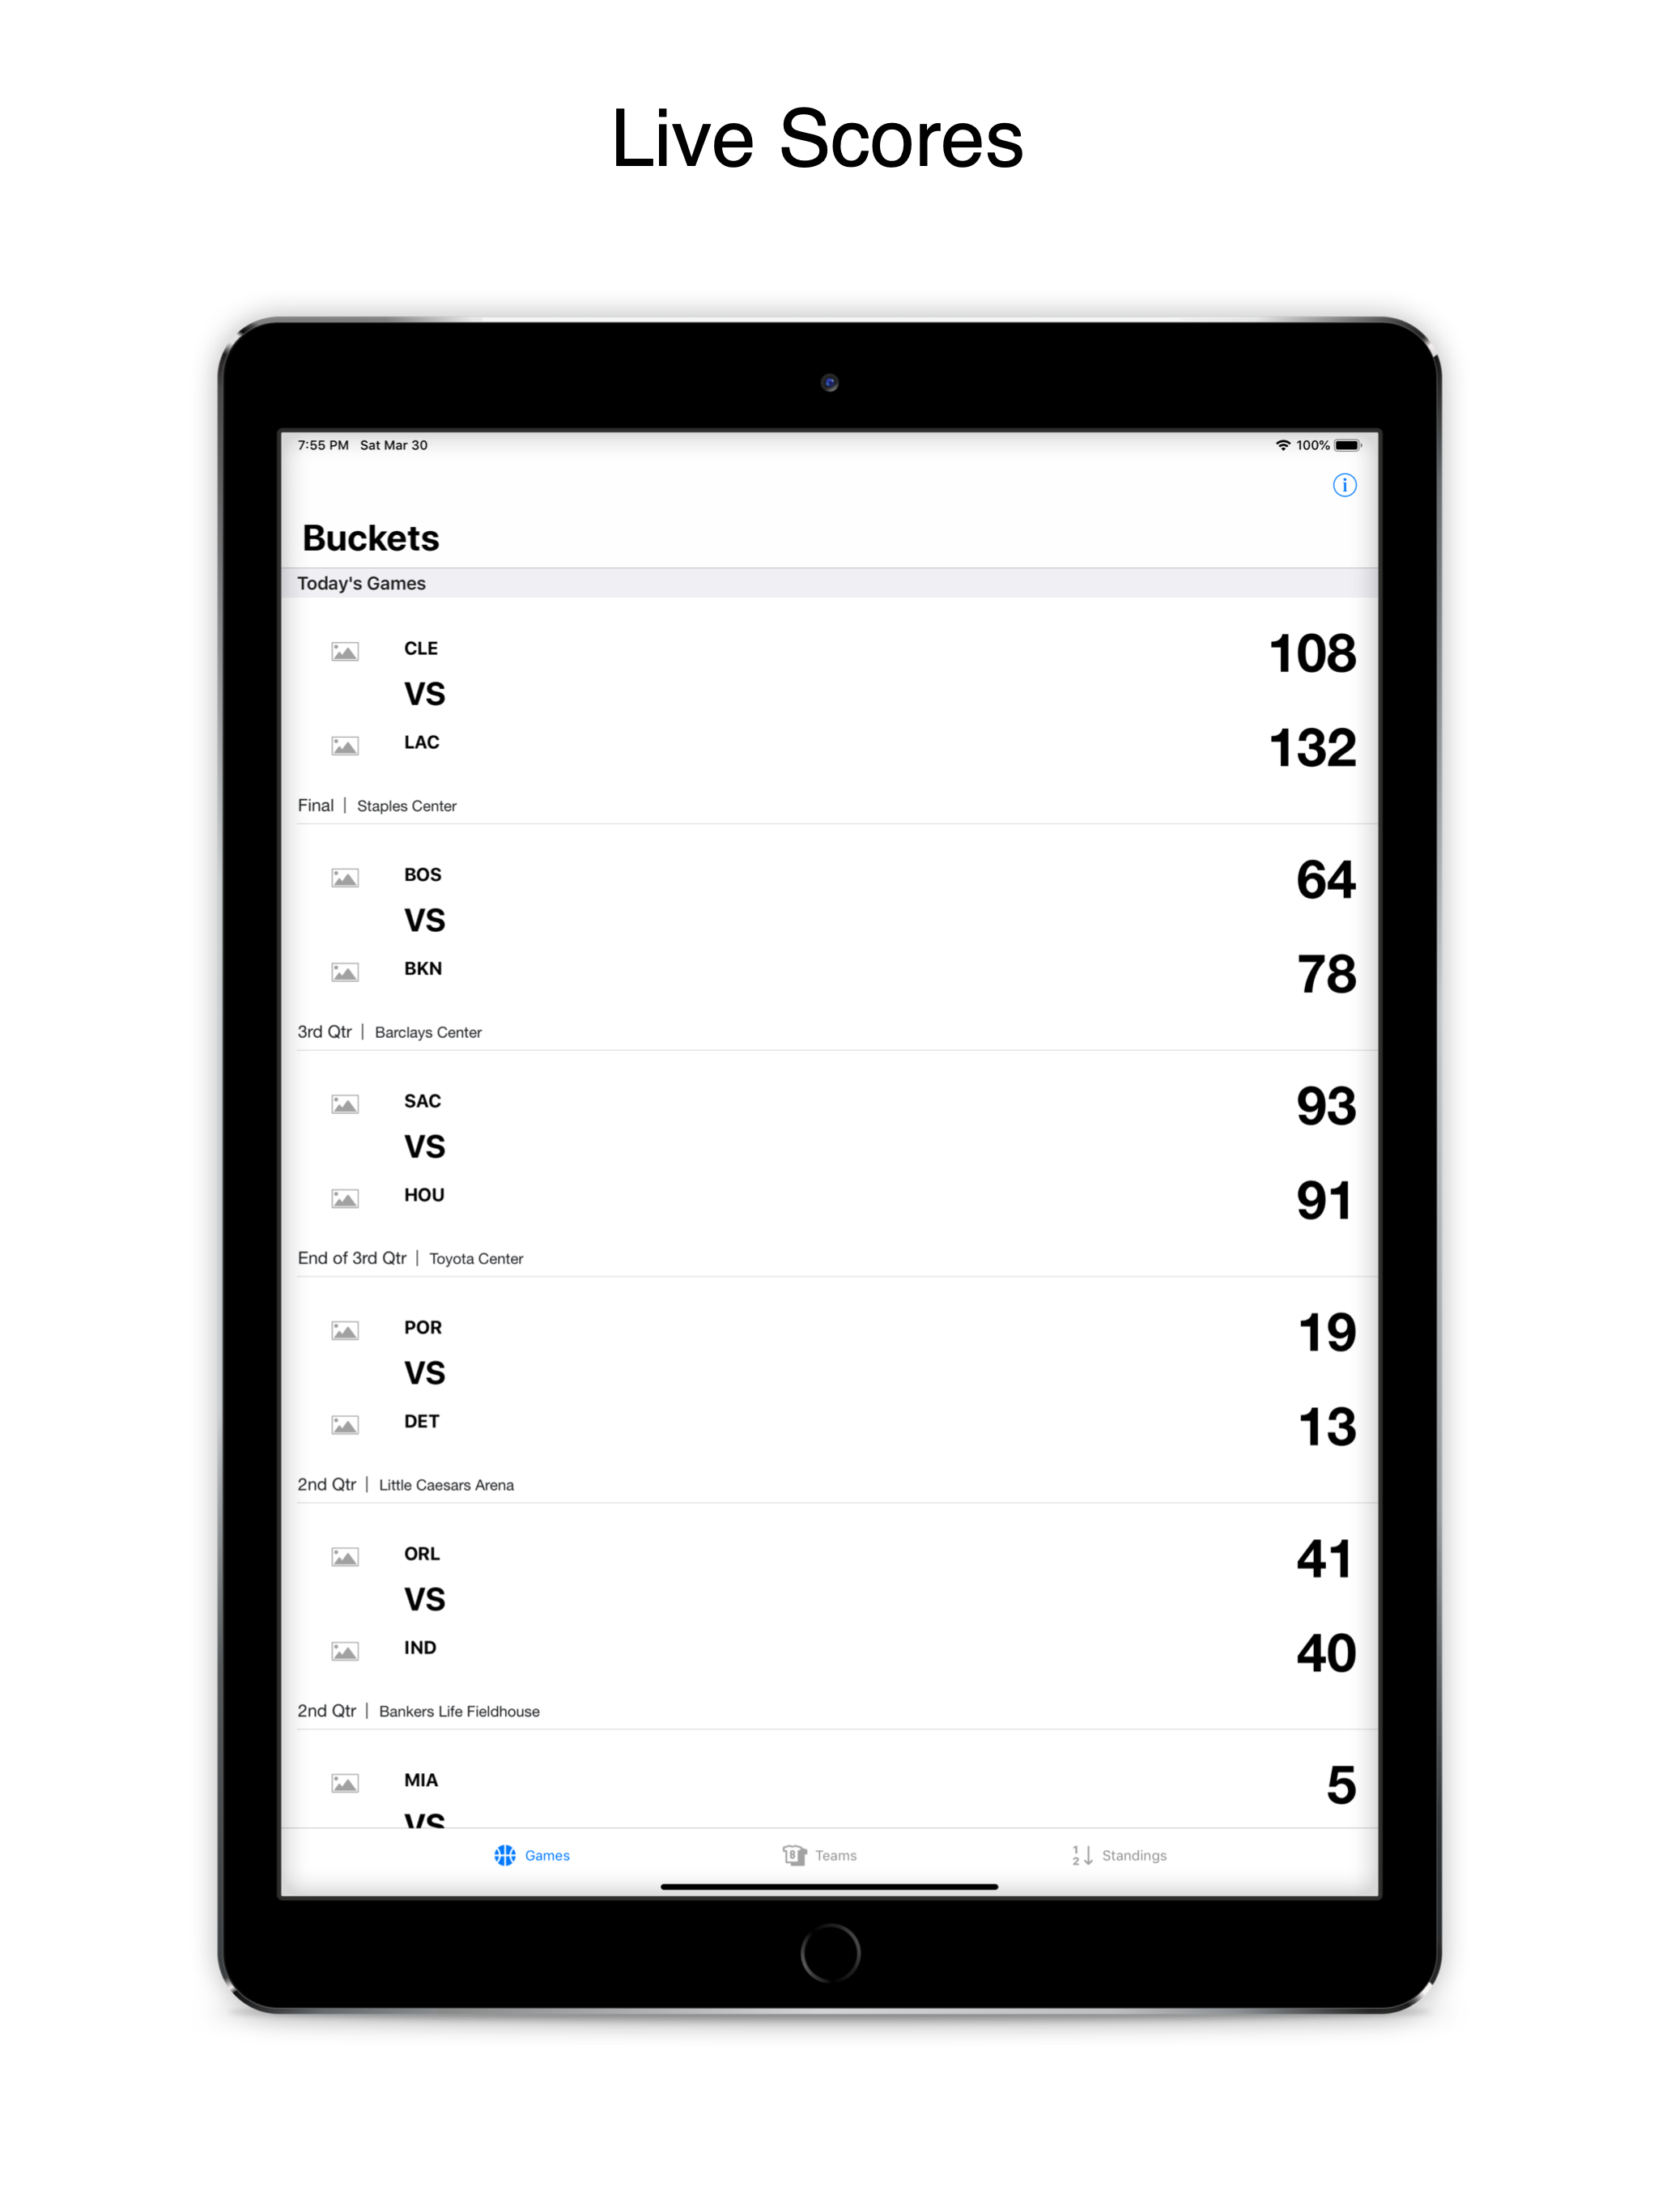 Live Scores
7:55 PM Sat Mar 30
100%
Buckets
Today's Games
CLE 108
VS
LAC 132
Final | Staples Center
BOS 64
VS
BKN 78
3rd Qtr | Barclays Center
SAC 93
VS
HOU 91
End of 3rd Qtr | Toyota Center
POR 19
VS
DET 13
2nd Qtr | Little Caesars Arena
ORL 41
VS
IND 40
2nd Qtr | Bankers Life Fieldhouse
MIA 5
VS
Games Teams Standings